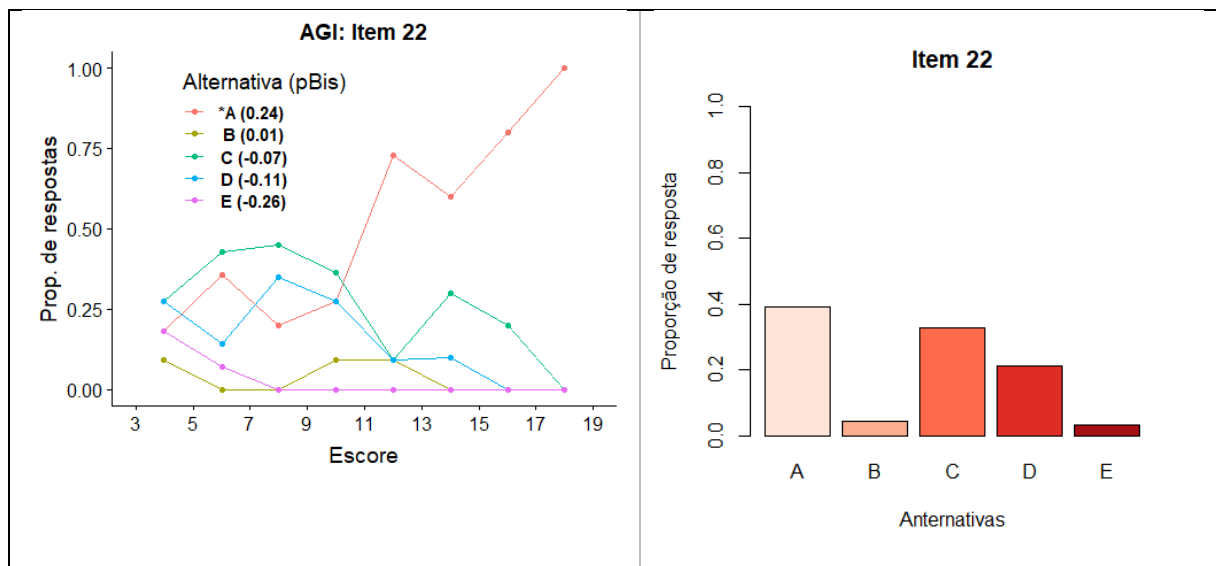 AGI: Item 22
Prop. de respostas
1.00
0.75
0.50
0.25
0.00
Alternativa (pBis)
*A (0.24)
B (0.01)
C (-0.07)
D (-0.11)
E (-0.26)
3 5 7 9 11 13 15 17 19
Escore
Item 22
Proporção de resposta
1.0
0.8
0.6
0.4
0.2
0.0
A B C D E
Anternativas